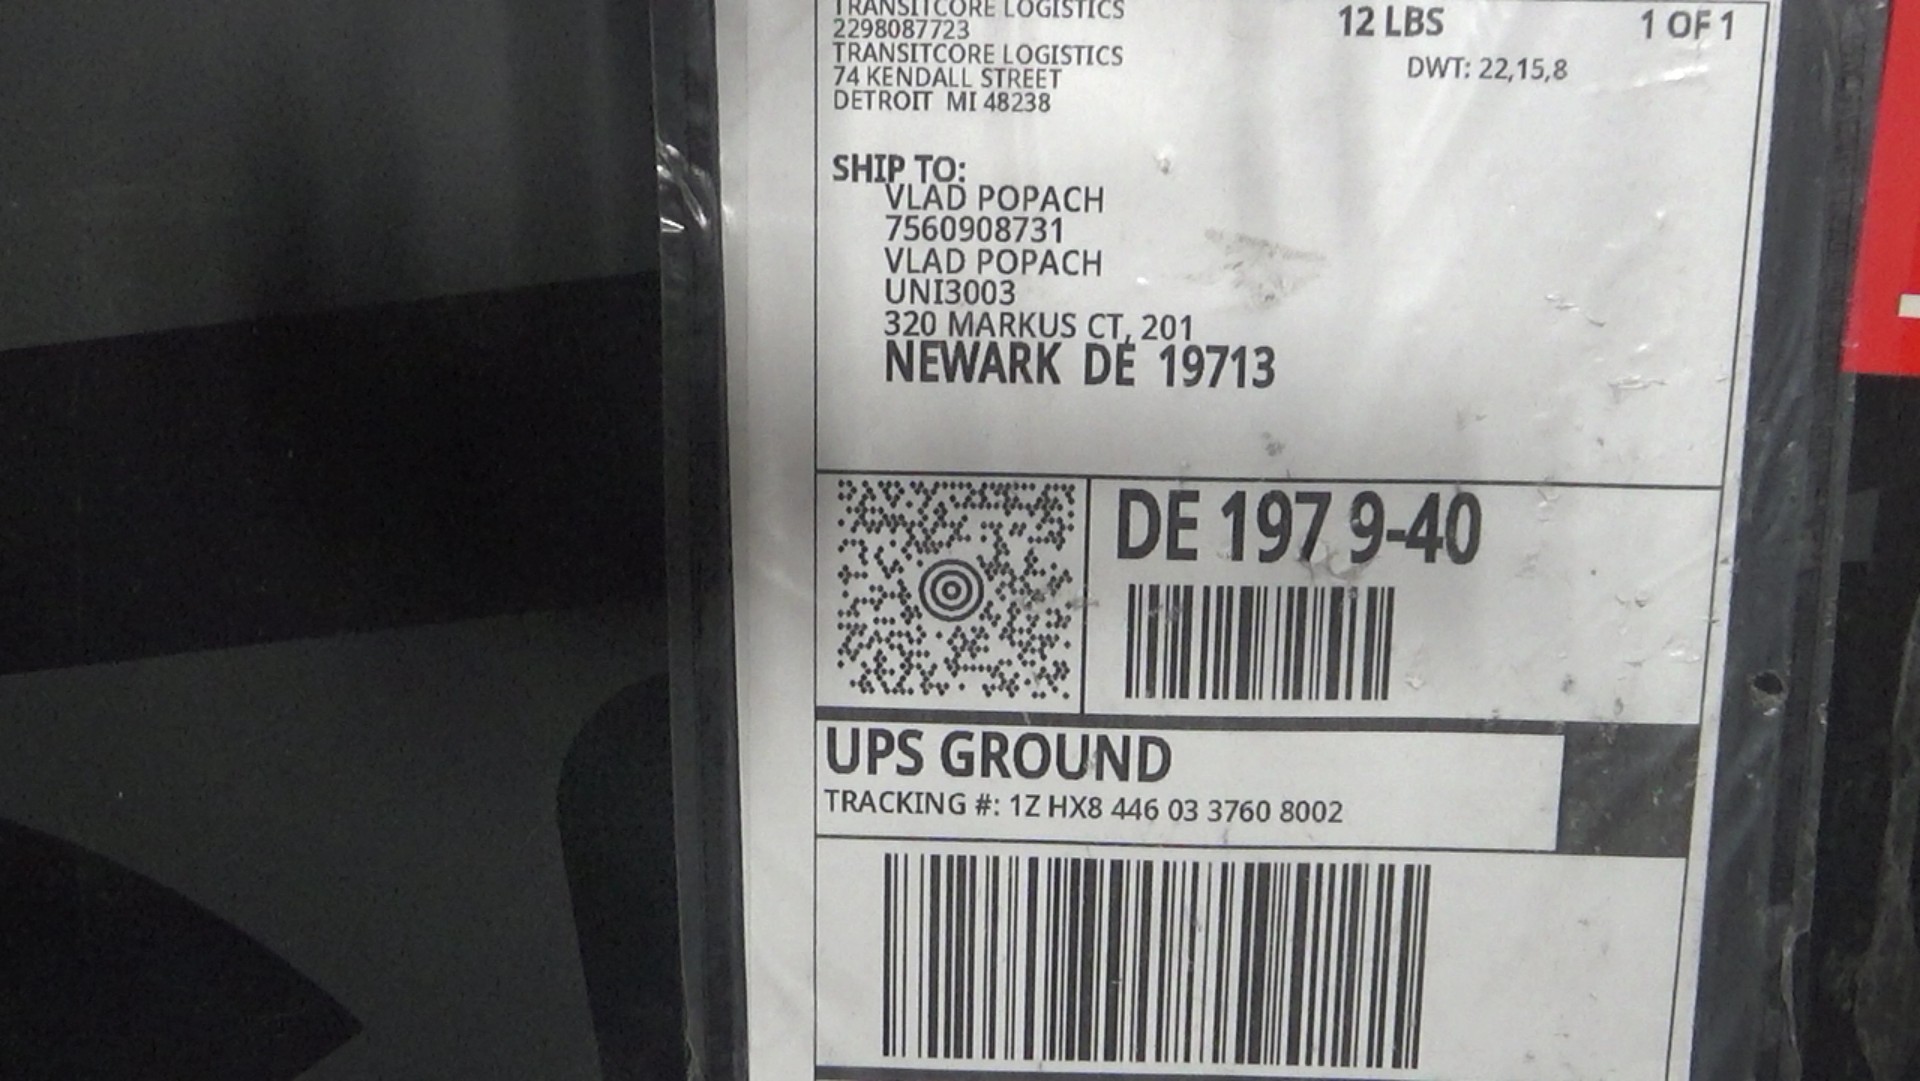 TRANSITCORE LOGISTICS
2298087723
TRANSITCORE LOGISTICS
74 KENDALL STREET
DETROIT MI 48238
12 LBS
1 OF 1
DWT: 22,15,8
SHIP TO:
VLAD POPACH
7560908731
VLAD POPACH
UNI3003
320 MARKUS CT, 201
NEWARK DE 19713
DE 197 9-40
UPS GROUND
TRACKING #: 1Z HX8 446 03 3760 8002